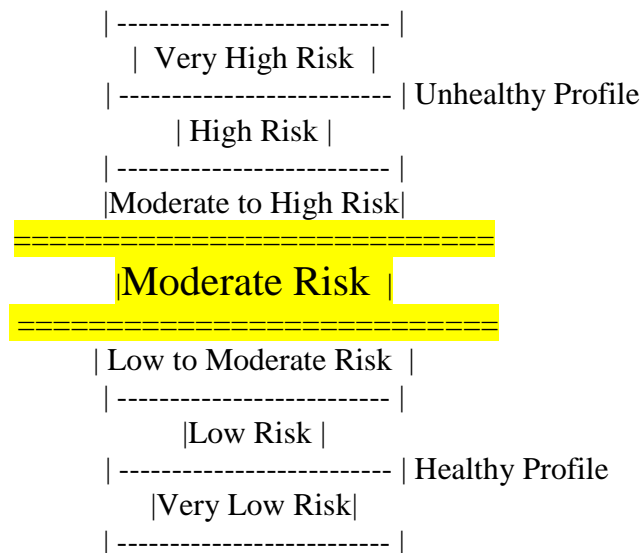 | -------------------------- |
| Very High Risk |
| -------------------------- | Unhealthy Profile
| High Risk |
| -------------------------- |
|Moderate to High Risk|
===========================
|Moderate Risk |
===========================
| Low to Moderate Risk |
| -------------------------- |
|Low Risk |
| -------------------------- | Healthy Profile
|Very Low Risk|
| -------------------------- |